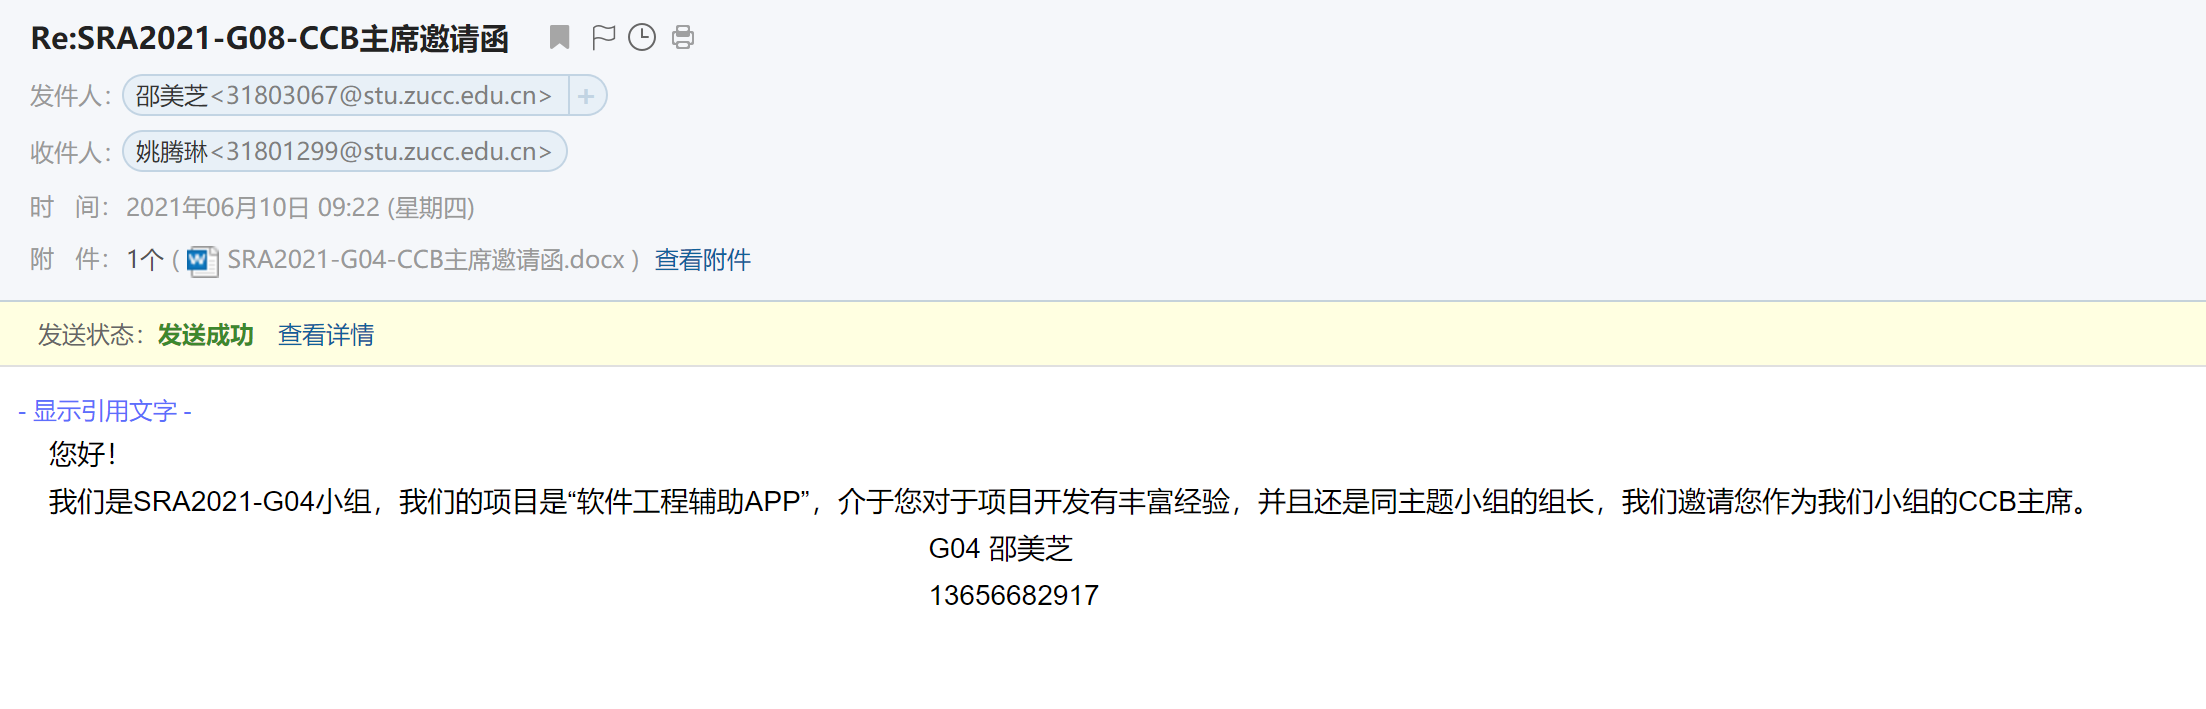 Re:SRA2021-G08-CCB主席邀请函
发件人：邵美芝<31803067@stu.zucc.edu.cn> +
收件人：姚腾琳<31801299@stu.zucc.edu.cn>
时 间：2021年06月10日 09:22 (星期四)
附 件：1个 ( SRA2021-G04-CCB主席邀请函.docx ) 查看附件
发送状态：发送成功 查看详情
- 显示引用文字 -
您好！
我们是SRA2021-G04小组，我们的项目是“软件工程辅助APP”，介于您对于项目开发有丰富经验，并且还是同主题小组的组长，我们邀请您作为我们小组的CCB主席。
G04 邵美芝
13656682917